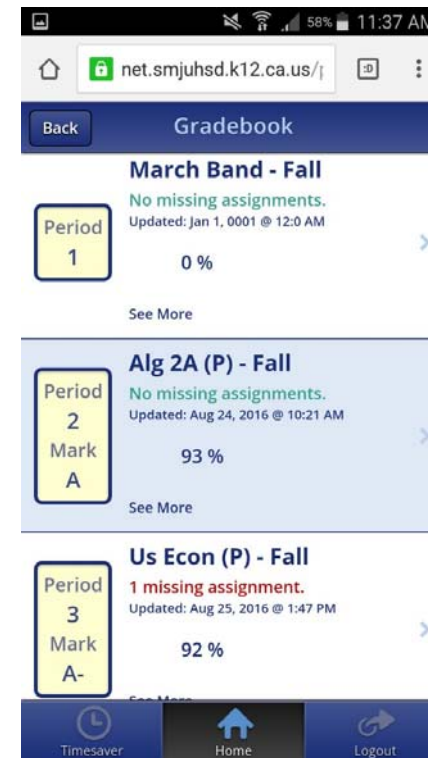 58% 11:37 AM
net.smjuhsd.k12.ca.us/
:D
Back
Gradebook
March Band - Fall
No missing assignments.
Updated: Jan 1, 0001 @ 12:0 AM
Period
1
0 %
See More
Alg 2A (P) - Fall
No missing assignments.
Updated: Aug 24, 2016 @ 10:21 AM
Period
2
Mark
A
93 %
See More
Us Econ (P) - Fall
1 missing assignment.
Updated: Aug 25, 2016 @ 1:47 PM
Period
3
Mark
A-
92 %
See More
Timesaver
Home
Logout